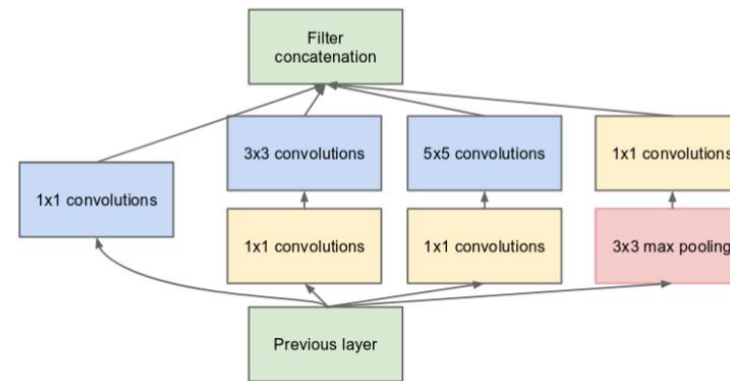 Filter
concatenation
3x3 convolutions
5x5 convolutions
1x1 convolutions
1x1 convolutions
1x1 convolutions
1x1 convolutions
3x3 max pooling
Previous layer